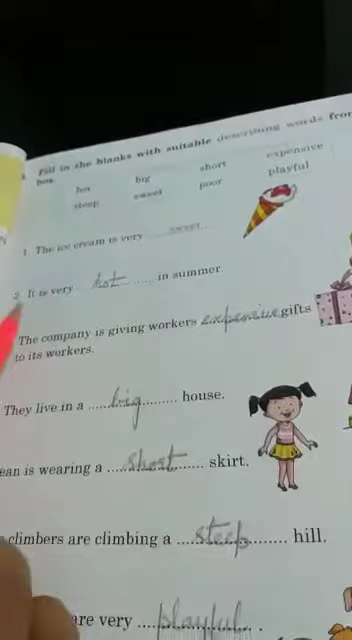 Fill in the blanks with suitable describing words from
box.
hot big short expensive
steep sweet poor playful
1 The ice cream is very ... sweet ...
2 It is very ... hot ... in summer.
The company is giving workers expensive gifts
to its workers.
They live in a ... big ... house.
ean is wearing a ... short ... skirt.
climbers are climbing a ... steep ... hill.
are very ... playful ... .